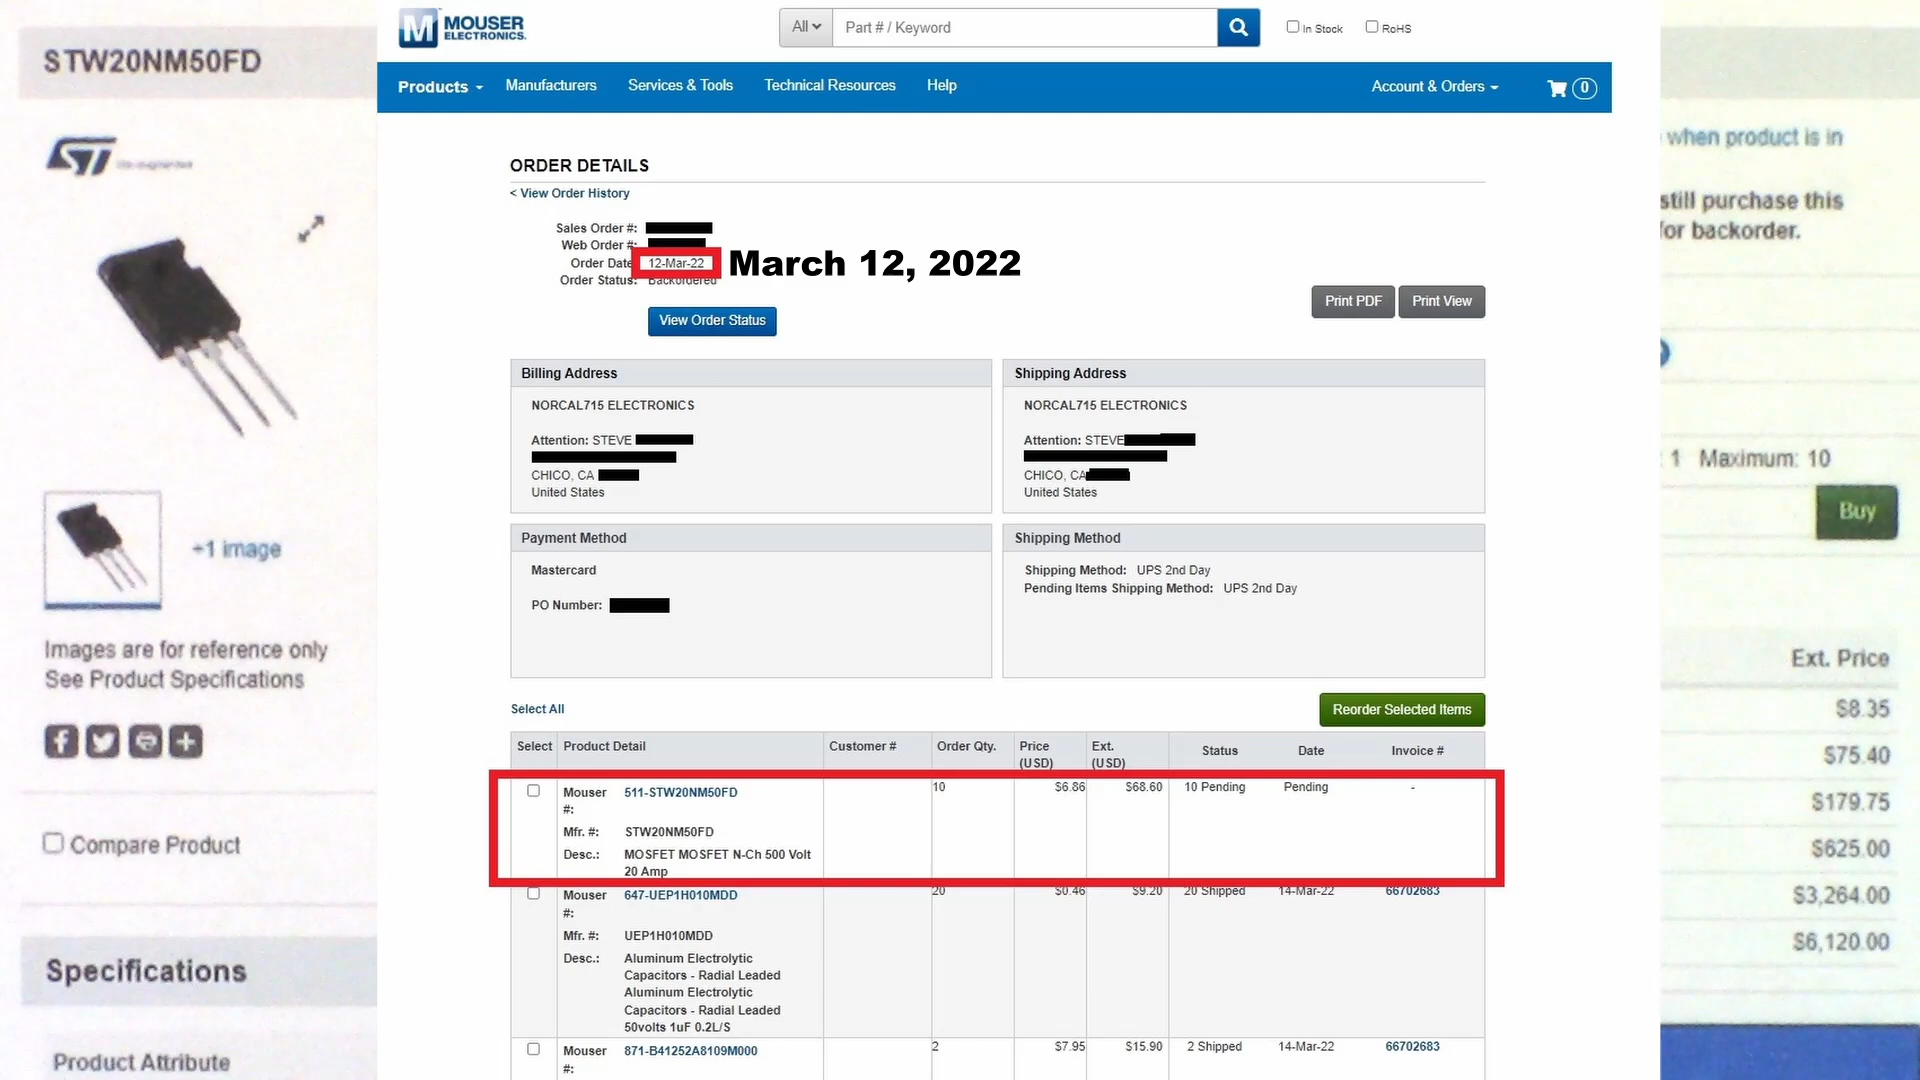 STW20NM50FD
ST
+1 image
Images are for reference only
See Product Specifications
Compare Product
Specifications
Product Attribute
M MOUSER
ELECTRONICS.
All
Part # / Keyword
In Stock
RoHS
Products
Manufacturers
Services & Tools
Technical Resources
Help
Account & Orders
0
ORDER DETAILS
< View Order History
Sales Order #:
Web Order #:
Order Date 12-Mar-22
March 12, 2022
Order Status: Backordered
View Order Status
Print PDF
Print View
Billing Address
NORCAL715 ELECTRONICS
Attention: STEVE
CHICO, CA
United States
Shipping Address
NORCAL715 ELECTRONICS
Attention: STEVE
CHICO, CA
United States
Payment Method
Mastercard
PO Number:
Shipping Method
Shipping Method: UPS 2nd Day
Pending Items Shipping Method: UPS 2nd Day
Select All
Reorder Selected Items
Select Product Detail Customer # Order Qty. Price (USD) Ext. (USD) Status Date Invoice #
Mouser #: 511-STW20NM50FD 10 $6.86 $68.60 10 Pending Pending -
Mfr. #: STW20NM50FD
Desc.: MOSFET MOSFET N-Ch 500 Volt
20 Amp
Mouser #: 647-UEP1H010MDD 20 $0.46 $9.20 20 Shipped 14-Mar-22 66702683
Mfr. #: UEP1H010MDD
Desc.: Aluminum Electrolytic
Capacitors - Radial Leaded
Aluminum Electrolytic
Capacitors - Radial Leaded
50volts 1uF 0.2L/S
Mouser #: 871-B41252A8109M000 2 $7.95 $15.90 2 Shipped 14-Mar-22 66702683
when product is in
still purchase this
for backorder.
1 Maximum: 10
Buy
Ext. Price
$8.35
$75.40
$179.75
$625.00
$3,264.00
$6,120.00